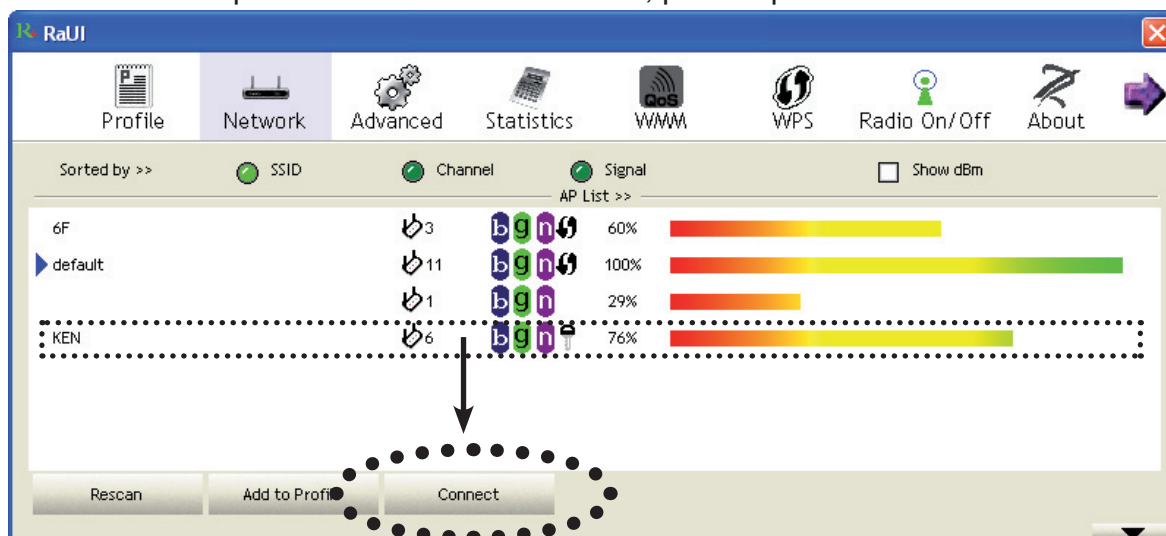 RaUI
Profile Network Advanced Statistics QoS WMM WPS Radio On/Off About
Sorted by >> SSID Channel Signal Show dBm
AP List >>
6F 3 b g n 60%
default 11 b g n 100%
1 b g n 29%
KEN 6 b g n 76%
Rescan Add to Profi Connect